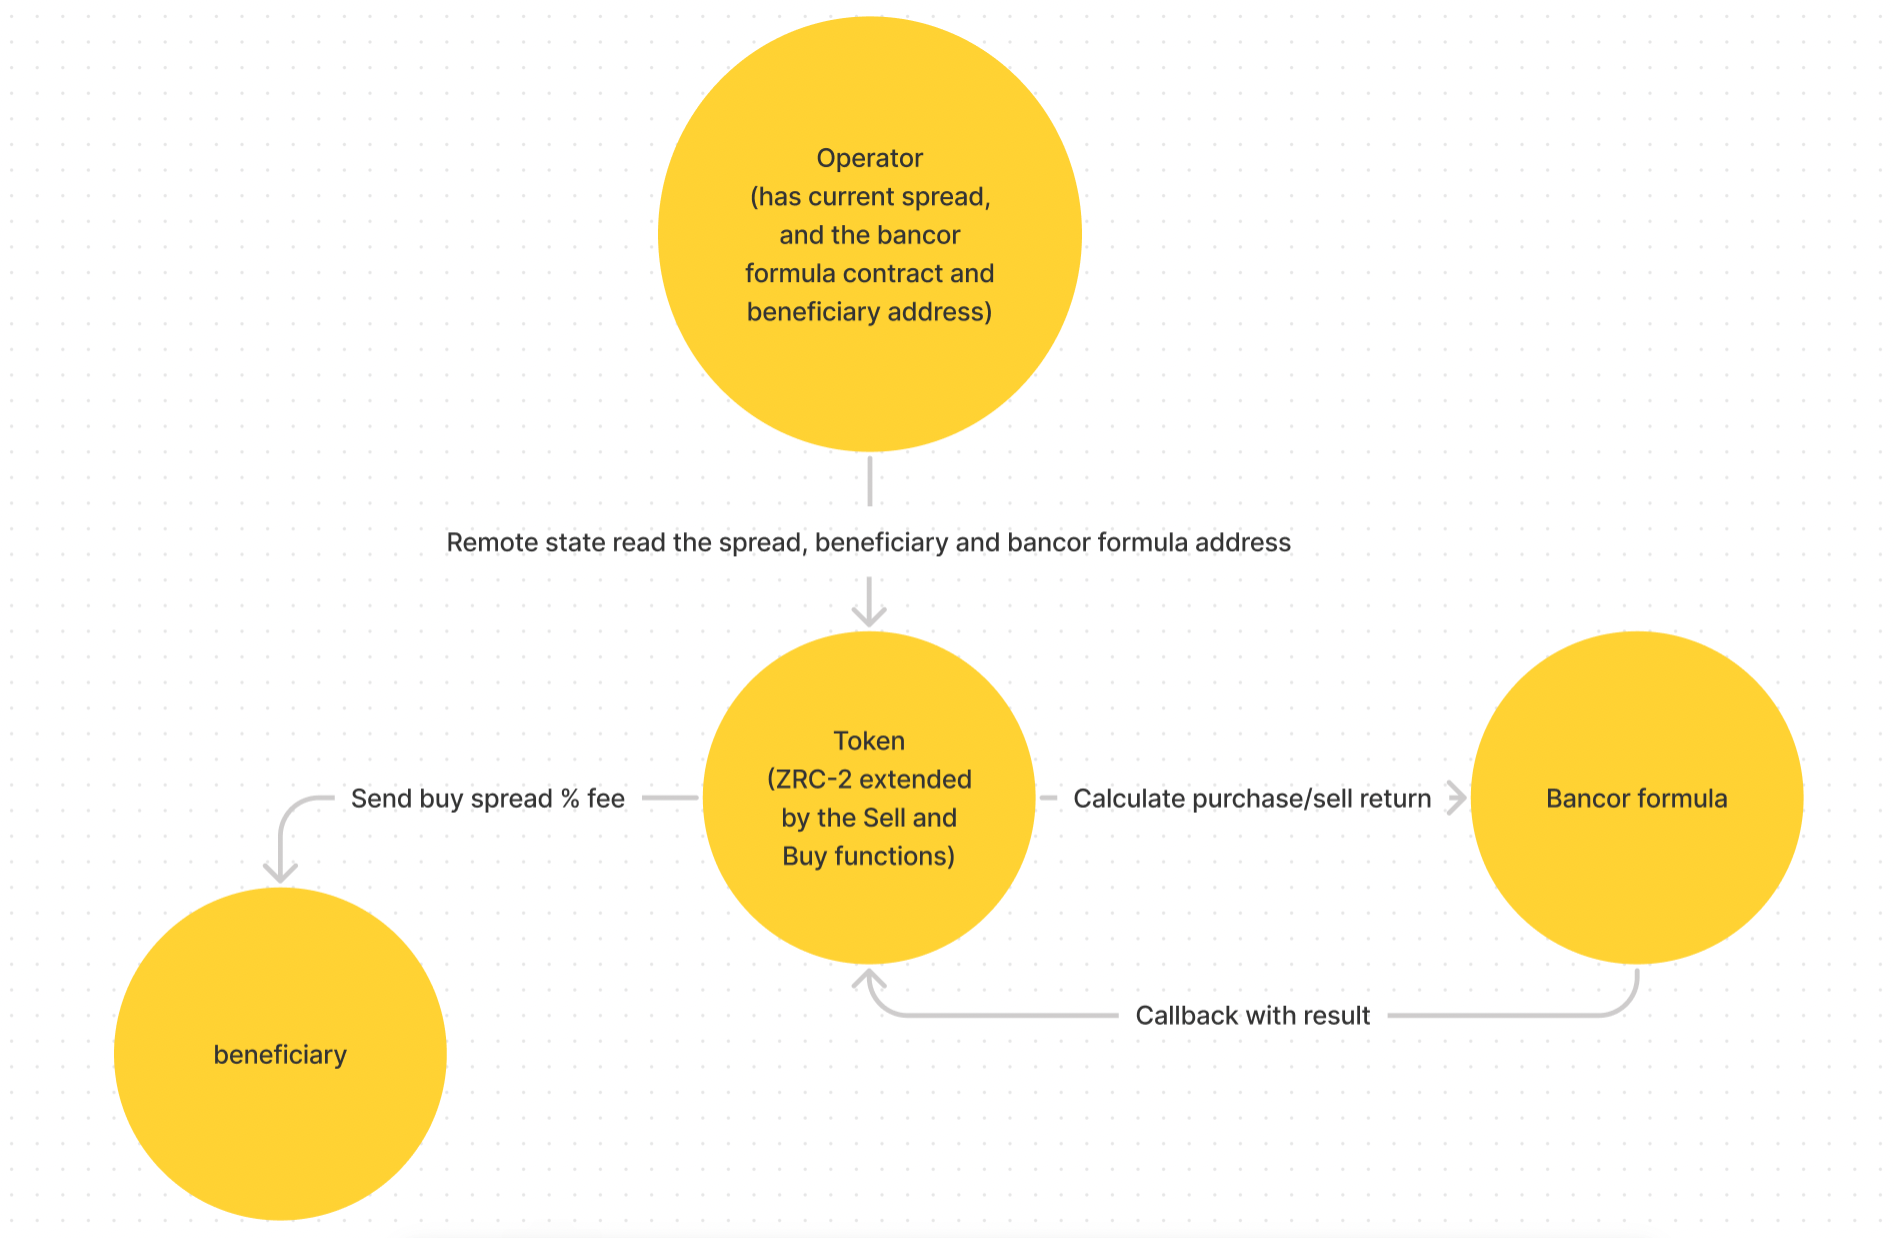 Operator
(has current spread,
and the bancor
formula contract and
beneficiary address)
Remote state read the spread, beneficiary and bancor formula address
Token
(ZRC-2 extended
by the Sell and
Buy functions)
Send buy spread % fee
Calculate purchase/sell return
Bancor formula
Callback with result
beneficiary